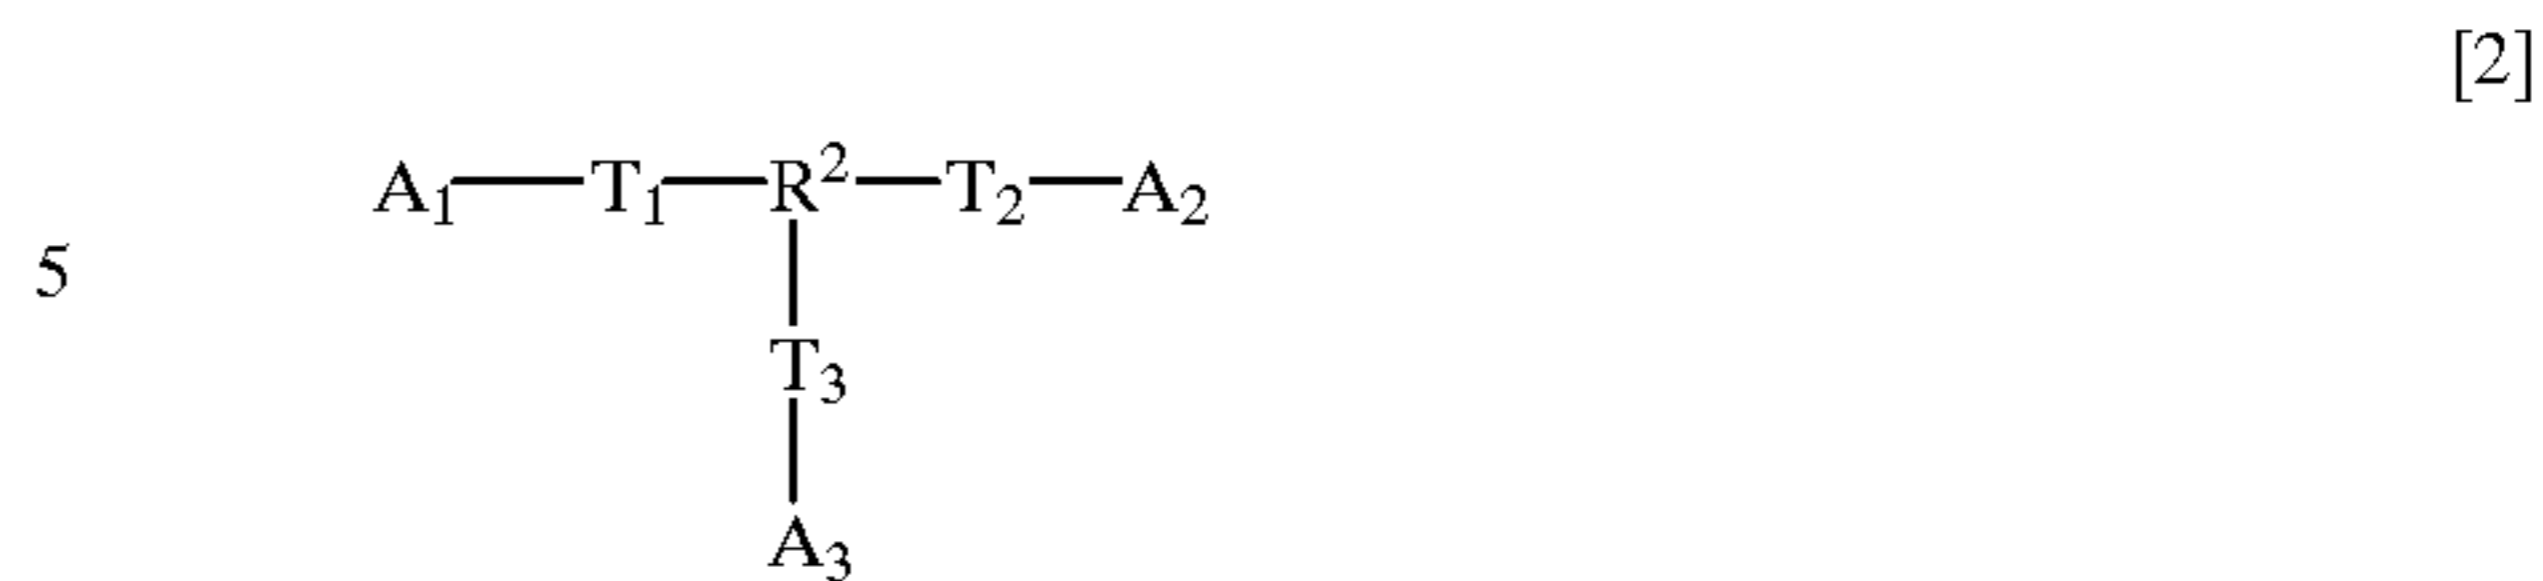 [2]
A₁—T₁—R²—T₂—A₂
5
T₃
A₃